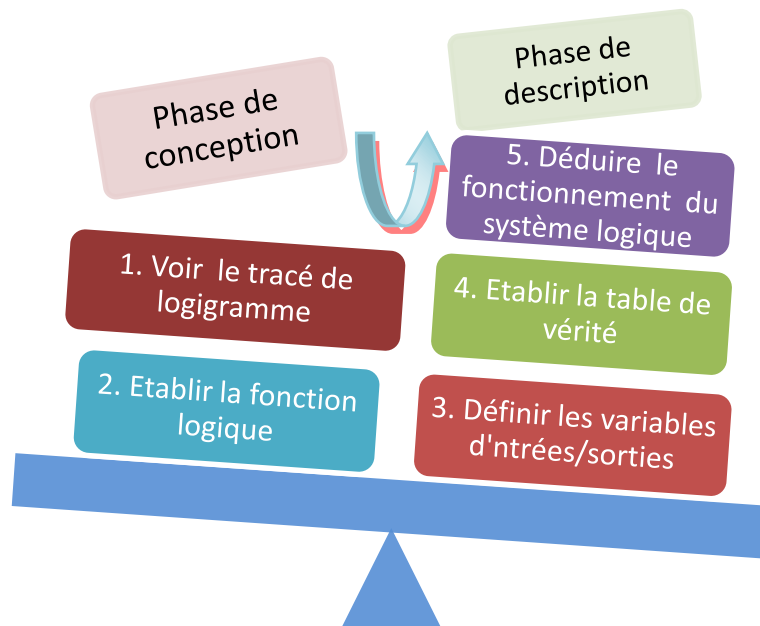 Phase de
conception
Phase de
description
1. Voir le tracé de
logigramme
2. Etablir la fonction
logique
3. Définir les variables
d'ntrées/sorties
4. Etablir la table de
vérité
5. Déduire le
fonctionnement du
système logique